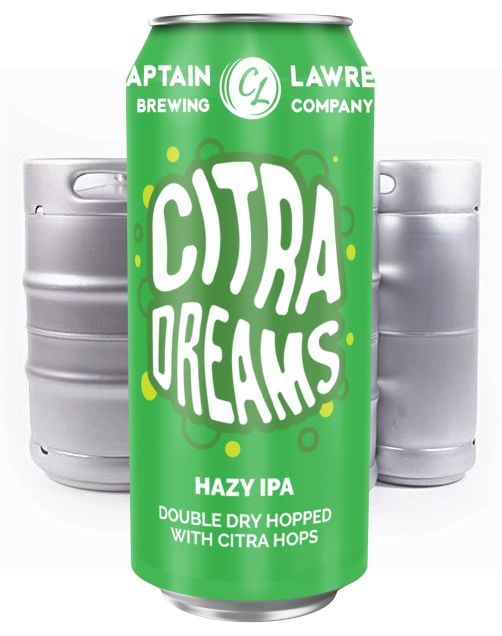 APTAIN CL LAWRE
BREWING COMPANY
CITRA
DREAMS
HAZY IPA
DOUBLE DRY HOPPED
WITH CITRA HOPS